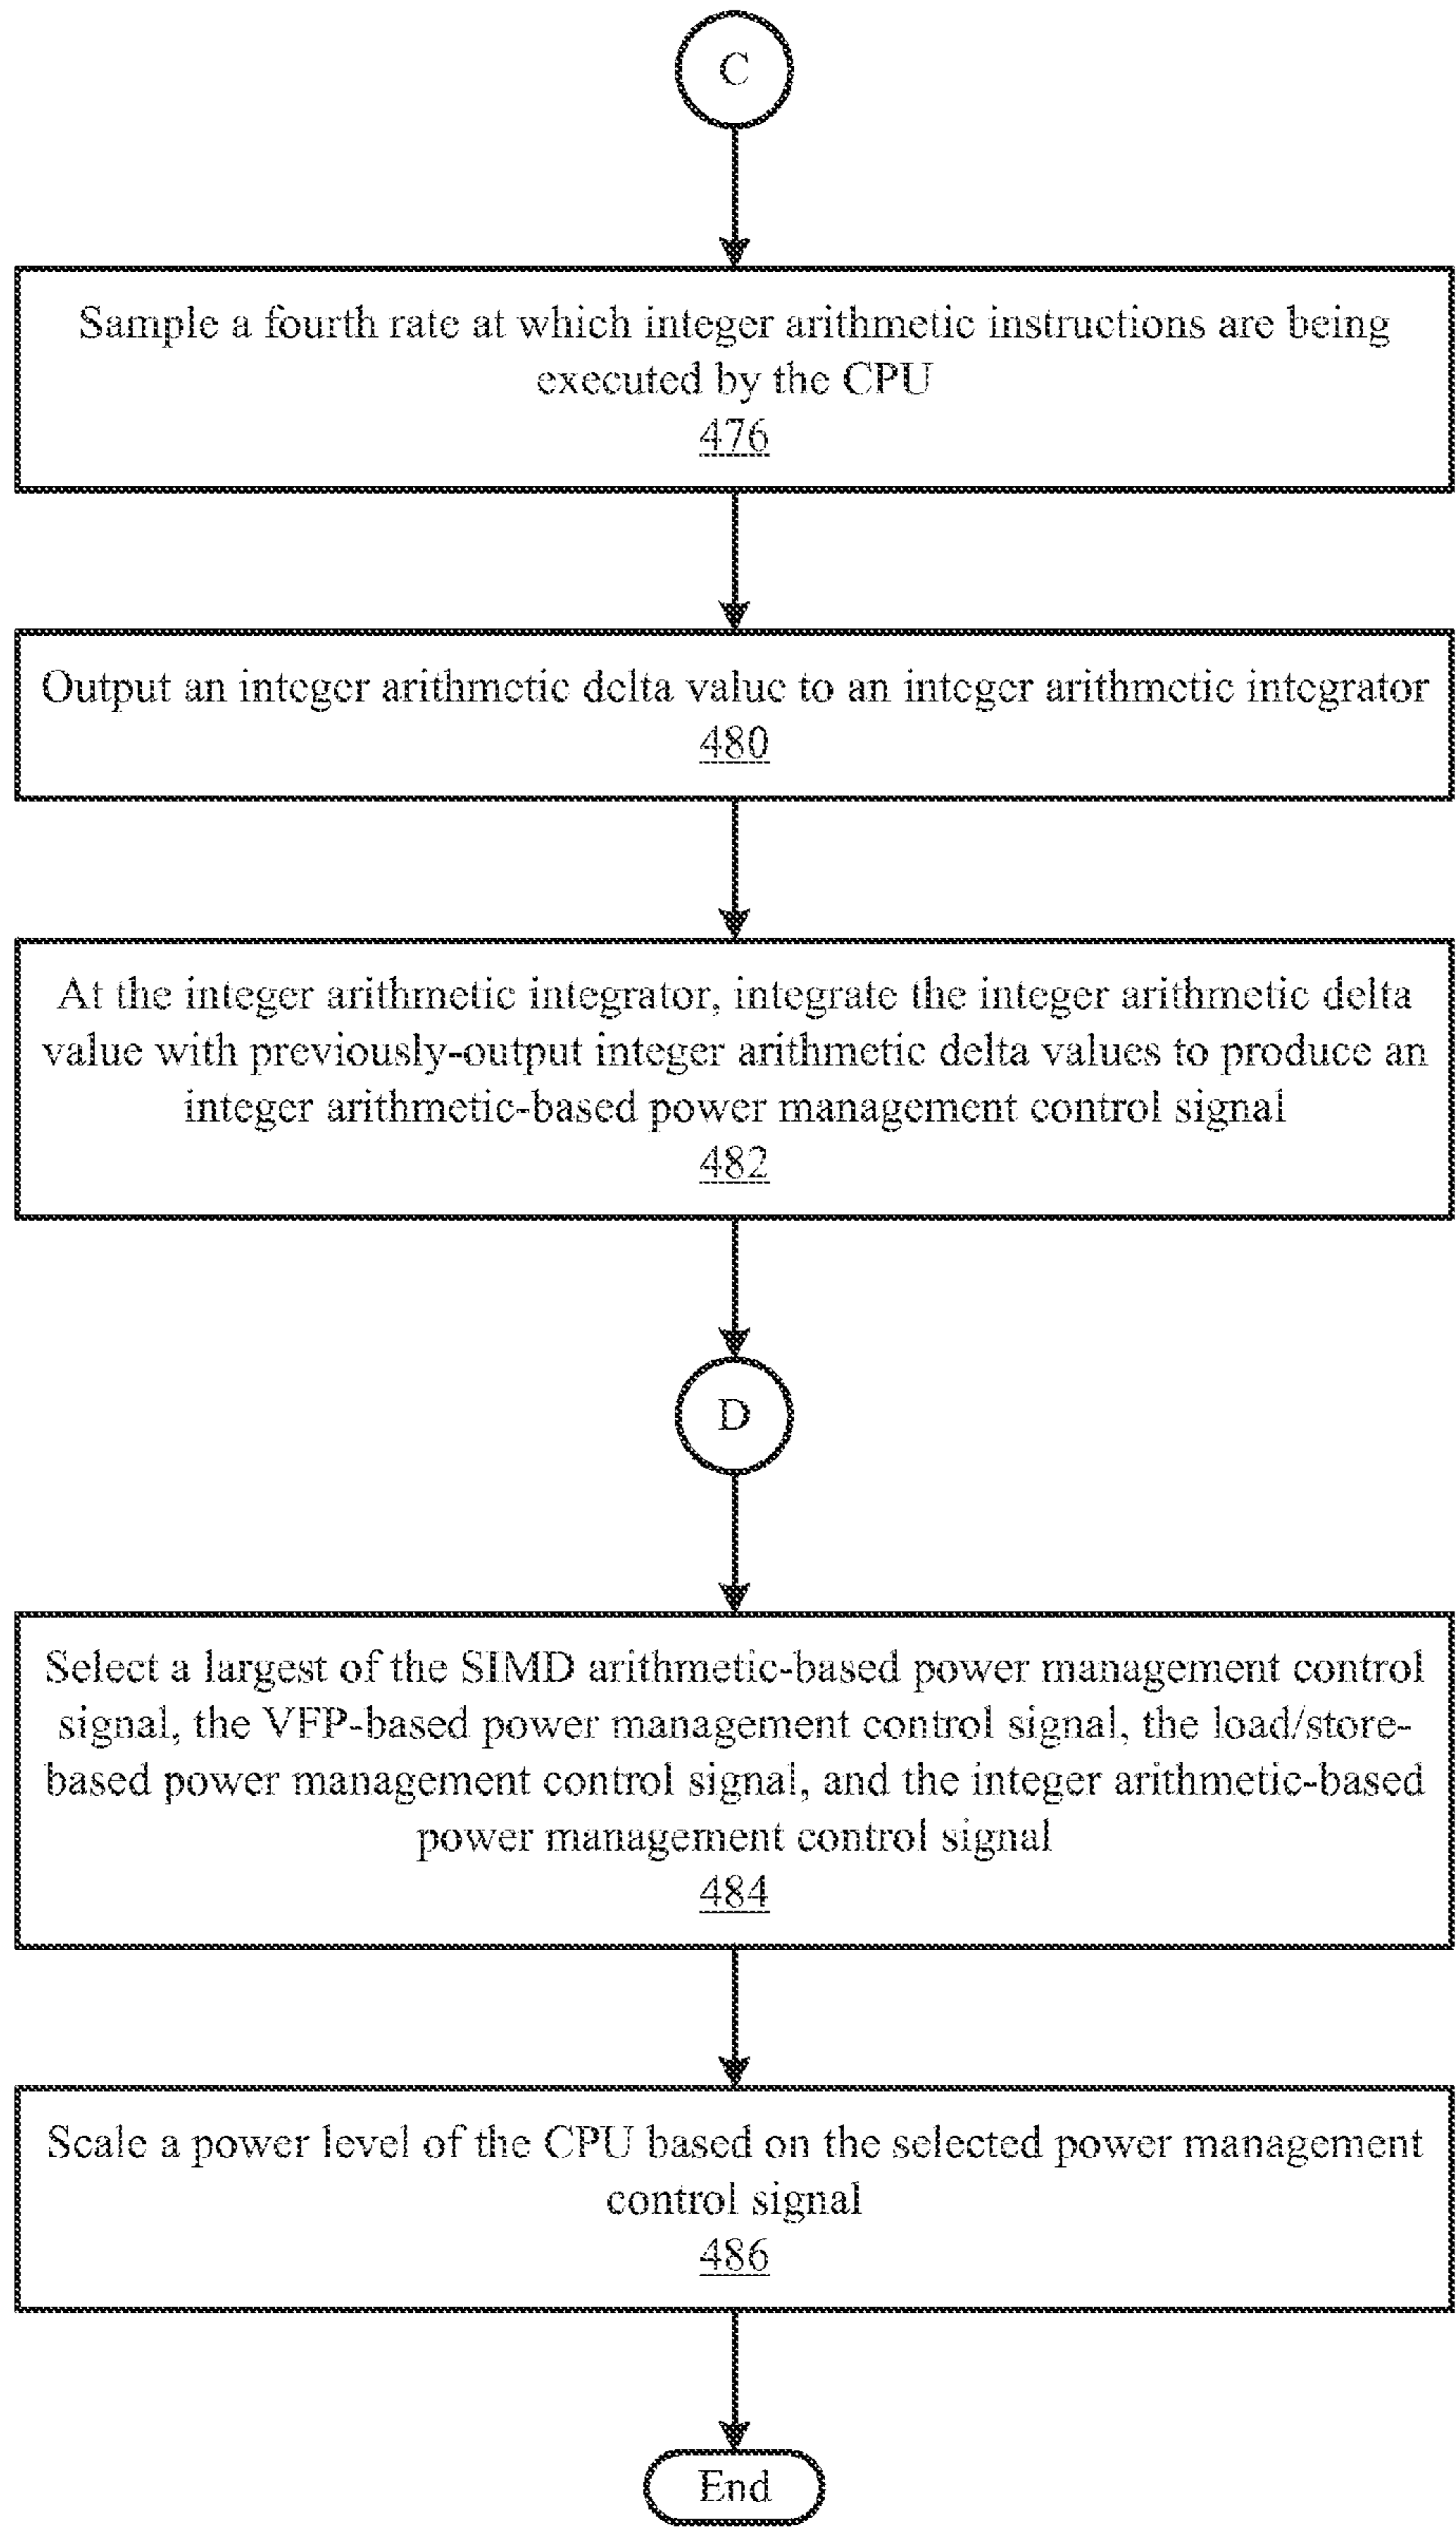 C
Sample a fourth rate at which integer arithmetic instructions are being
executed by the CPU
476
Output an integer arithmetic delta value to an integer arithmetic integrator
480
At the integer arithmetic integrator, integrate the integer arithmetic delta
value with previously-output integer arithmetic delta values to produce an
integer arithmetic-based power management control signal
482
D
Select a largest of the SIMD arithmetic-based power management control
signal, the VFP-based power management control signal, the load/store-
based power management control signal, and the integer arithmetic-based
power management control signal
484
Scale a power level of the CPU based on the selected power management
control signal
486
End